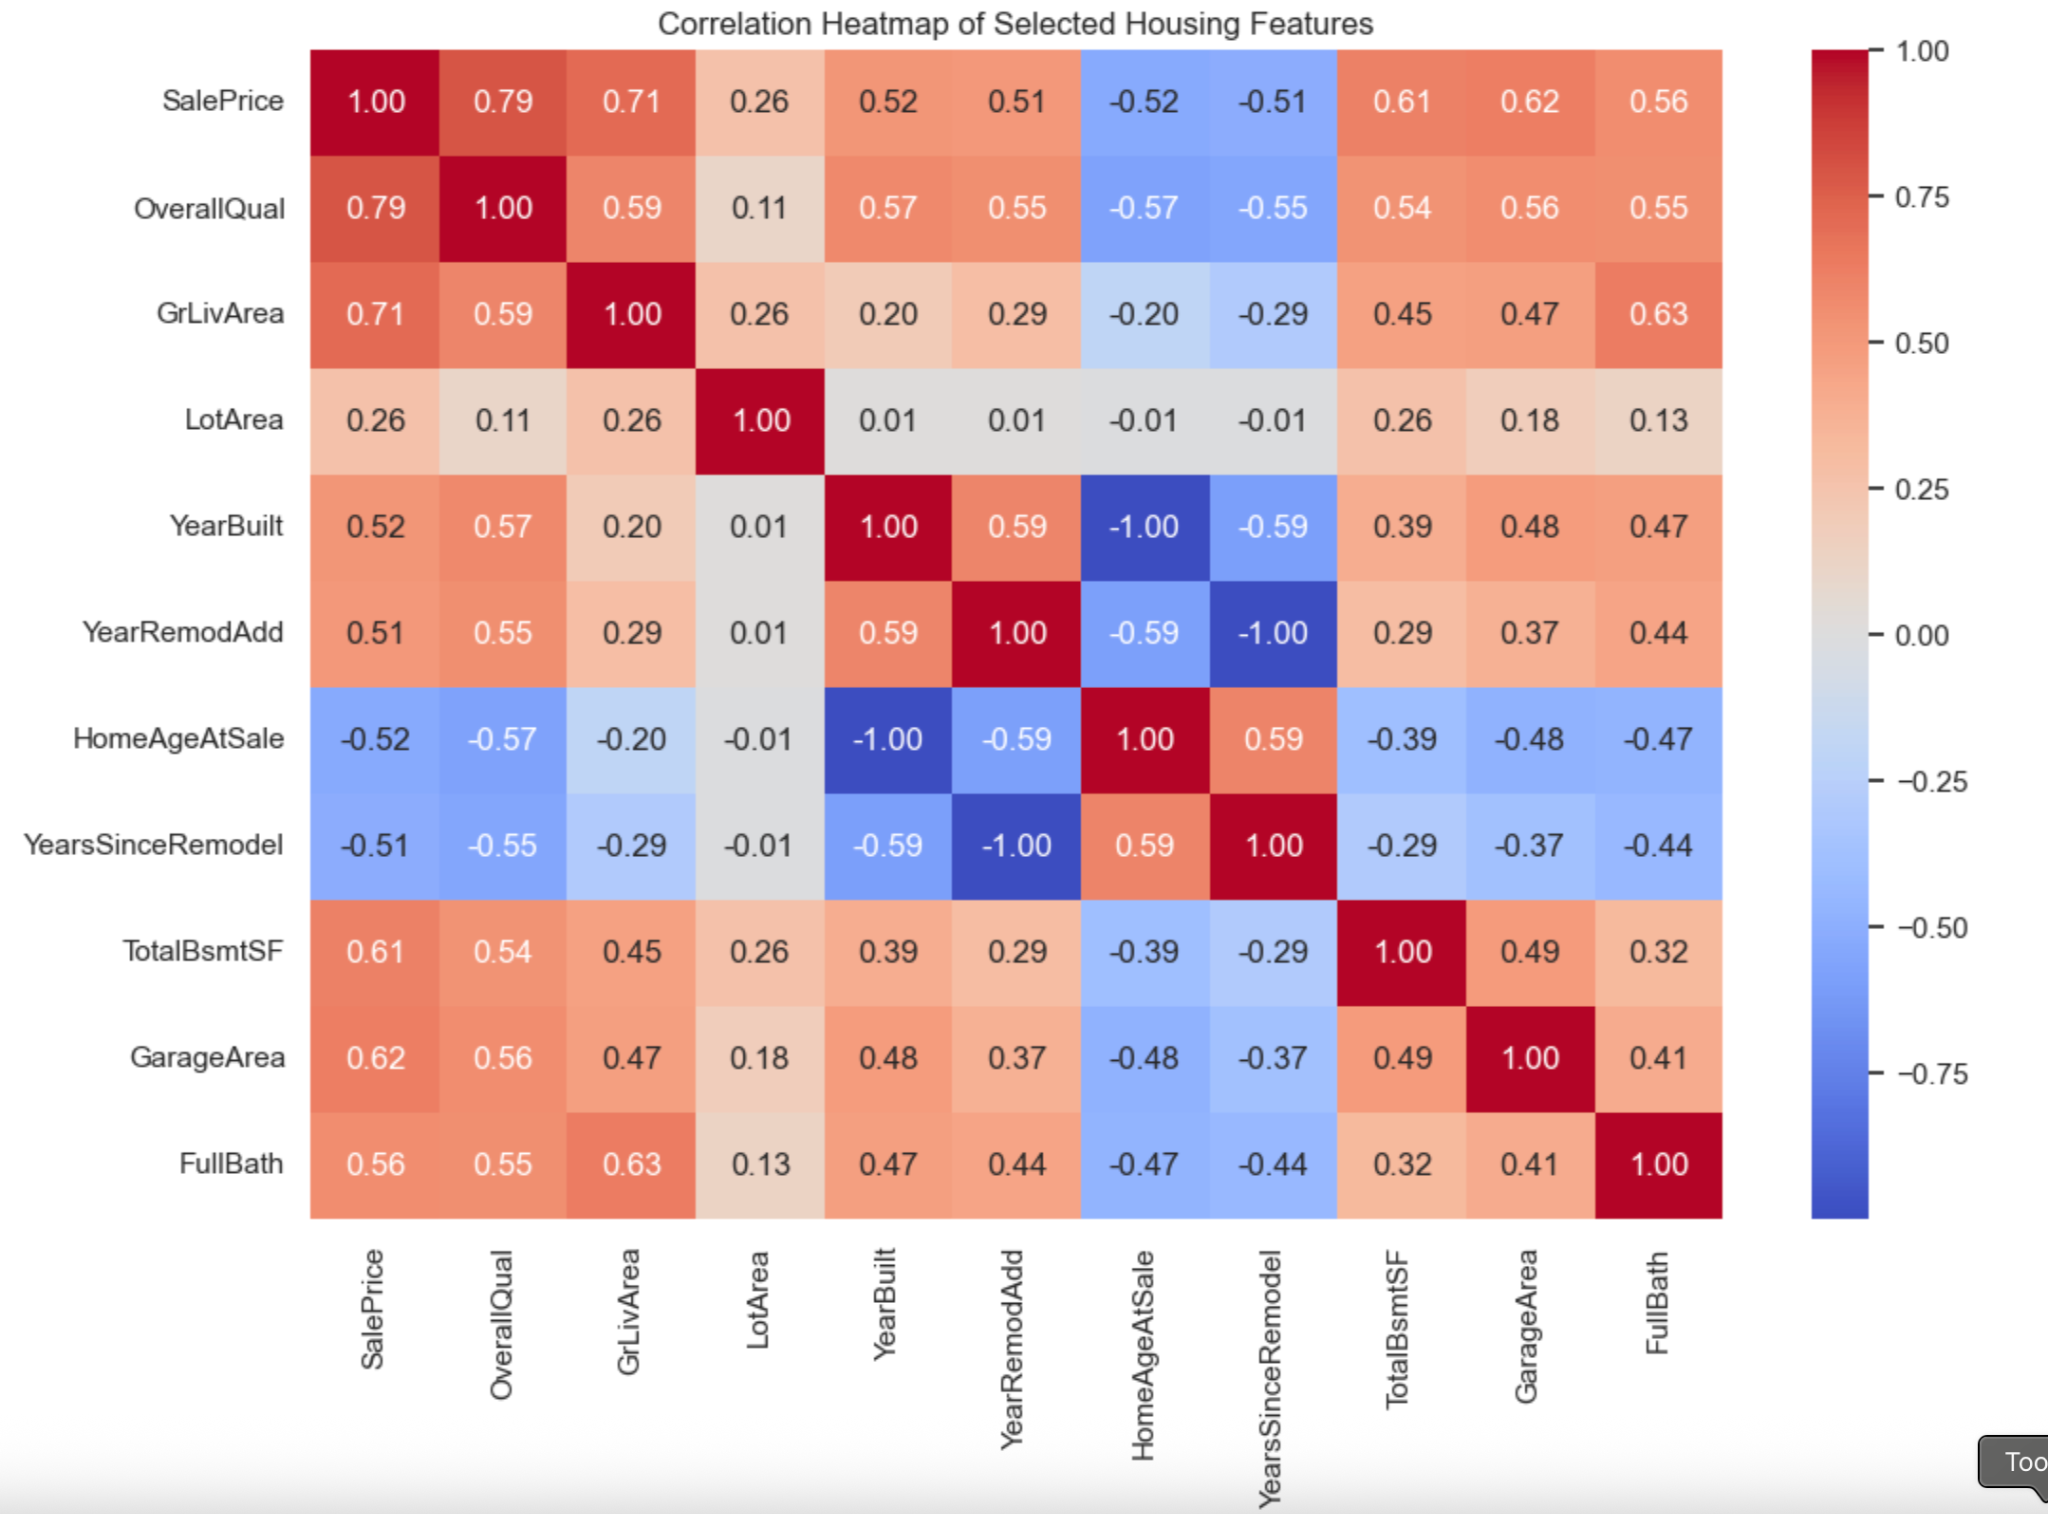 Correlation Heatmap of Selected Housing Features
SalePrice 1.00 0.79 0.71 0.26 0.52 0.51 -0.52 -0.51 0.61 0.62 0.56
OverallQual 0.79 1.00 0.59 0.11 0.57 0.55 -0.57 -0.55 0.54 0.56 0.55
GrLivArea 0.71 0.59 1.00 0.26 0.20 0.29 -0.20 -0.29 0.45 0.47 0.63
LotArea 0.26 0.11 0.26 1.00 0.01 0.01 -0.01 -0.01 0.26 0.18 0.13
YearBuilt 0.52 0.57 0.20 0.01 1.00 0.59 -1.00 -0.59 0.39 0.48 0.47
YearRemodAdd 0.51 0.55 0.29 0.01 0.59 1.00 -0.59 -1.00 0.29 0.37 0.44
HomeAgeAtSale -0.52 -0.57 -0.20 -0.01 -1.00 -0.59 1.00 0.59 -0.39 -0.48 -0.47
YearsSinceRemodel -0.51 -0.55 -0.29 -0.01 -0.59 -1.00 0.59 1.00 -0.29 -0.37 -0.44
TotalBsmtSF 0.61 0.54 0.45 0.26 0.39 0.29 -0.39 -0.29 1.00 0.49 0.32
GarageArea 0.62 0.56 0.47 0.18 0.48 0.37 -0.48 -0.37 0.49 1.00 0.41
FullBath 0.56 0.55 0.63 0.13 0.47 0.44 -0.47 -0.44 0.32 0.41 1.00
SalePrice
OverallQual
GrLivArea
LotArea
YearBuilt
YearRemodAdd
HomeAgeAtSale
YearsSinceRemodel
TotalBsmtSF
GarageArea
FullBath
1.00
0.75
0.50
0.25
0.00
−0.25
−0.50
−0.75
Too